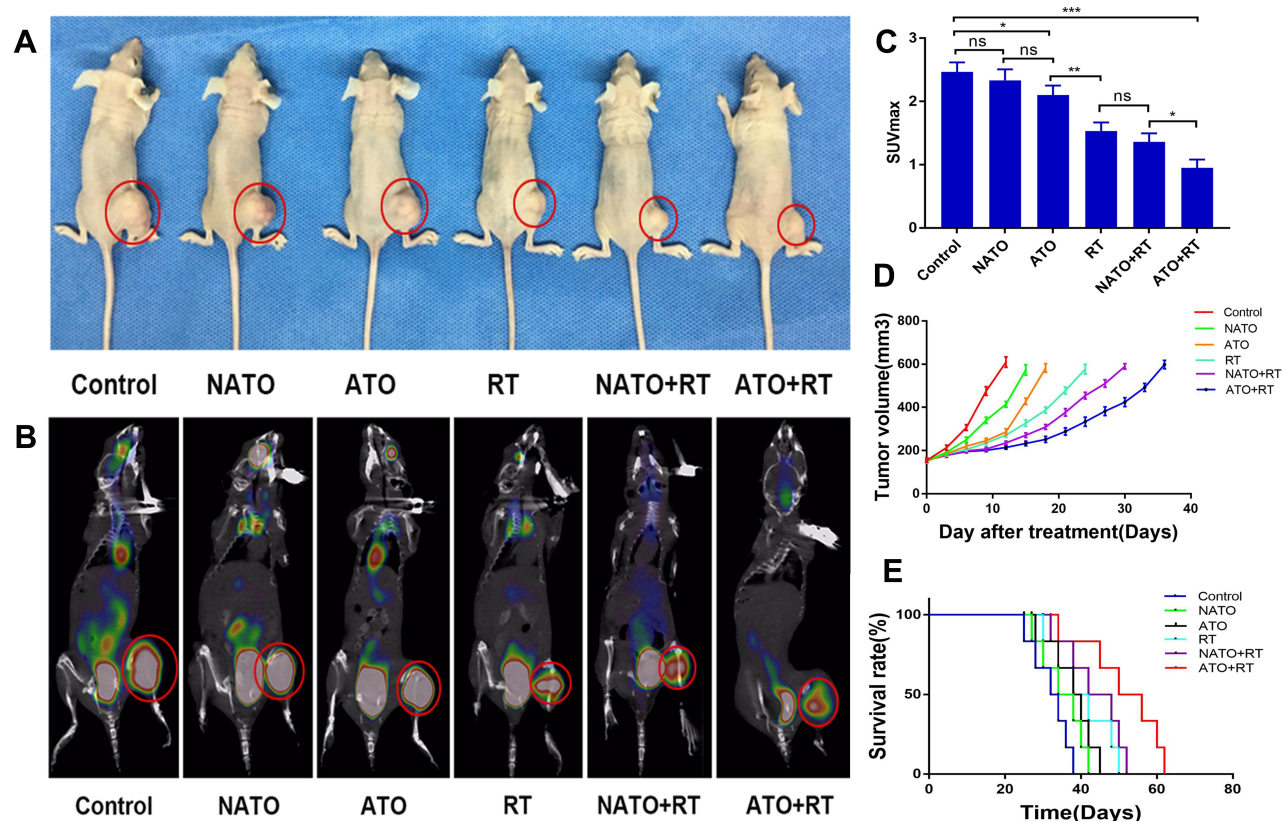 A
Control NATO ATO RT NATO+RT ATO+RT
B
Control NATO ATO RT NATO+RT ATO+RT
C
***
*
ns ns
**
ns
*
SUVmax
3
2
1
0
Control NATO ATO RT NATO+RT ATO+RT
D
Tumor volume(mm3)
800
600
400
200
0
0 10 20 30 40
Day after treatment(Days)
Control
NATO
ATO
RT
NATO+RT
ATO+RT
E
Survival rate(%)
100
50
0
0 20 40 60 80
Time(Days)
Control
NATO
ATO
RT
NATO+RT
ATO+RT